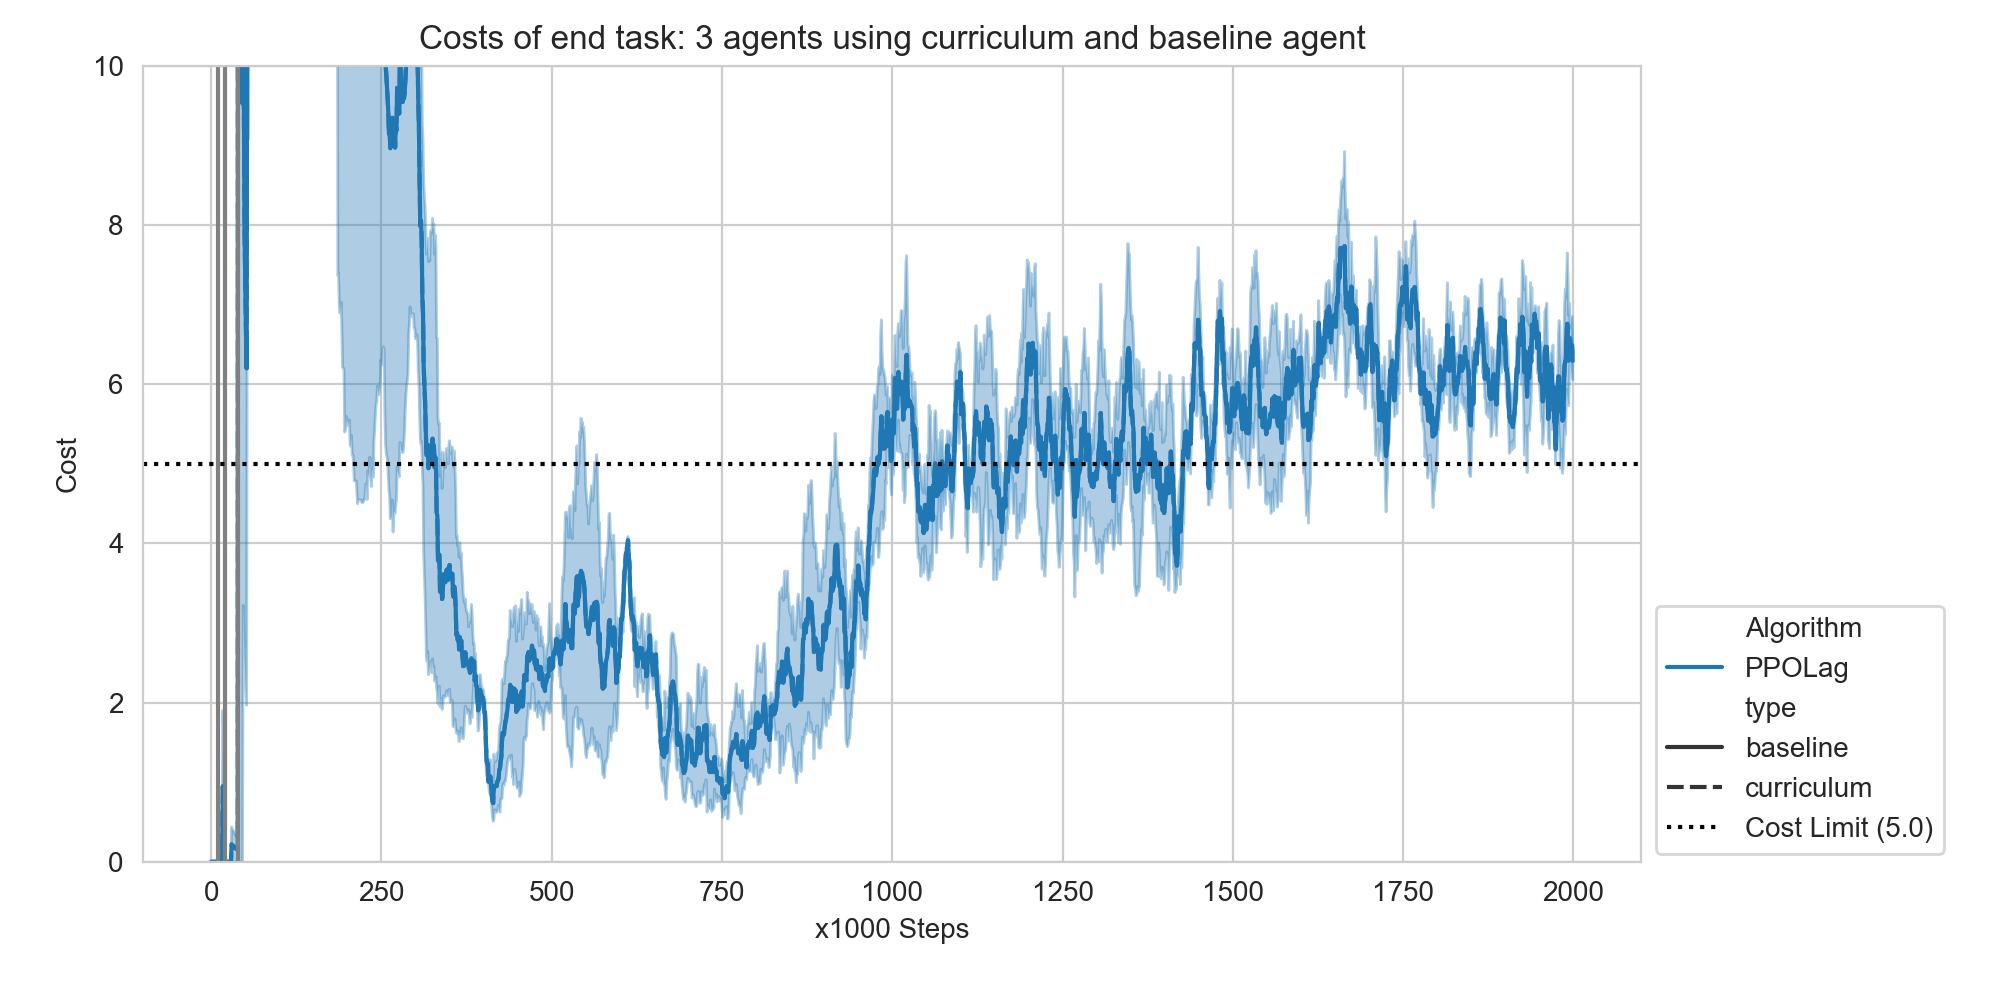 Costs of end task: 3 agents using curriculum and baseline agent
10
8
6
4
2
0
Cost
0 250 500 750 1000 1250 1500 1750 2000
x1000 Steps
Algorithm
PPOLag
type
baseline
curriculum
Cost Limit (5.0)